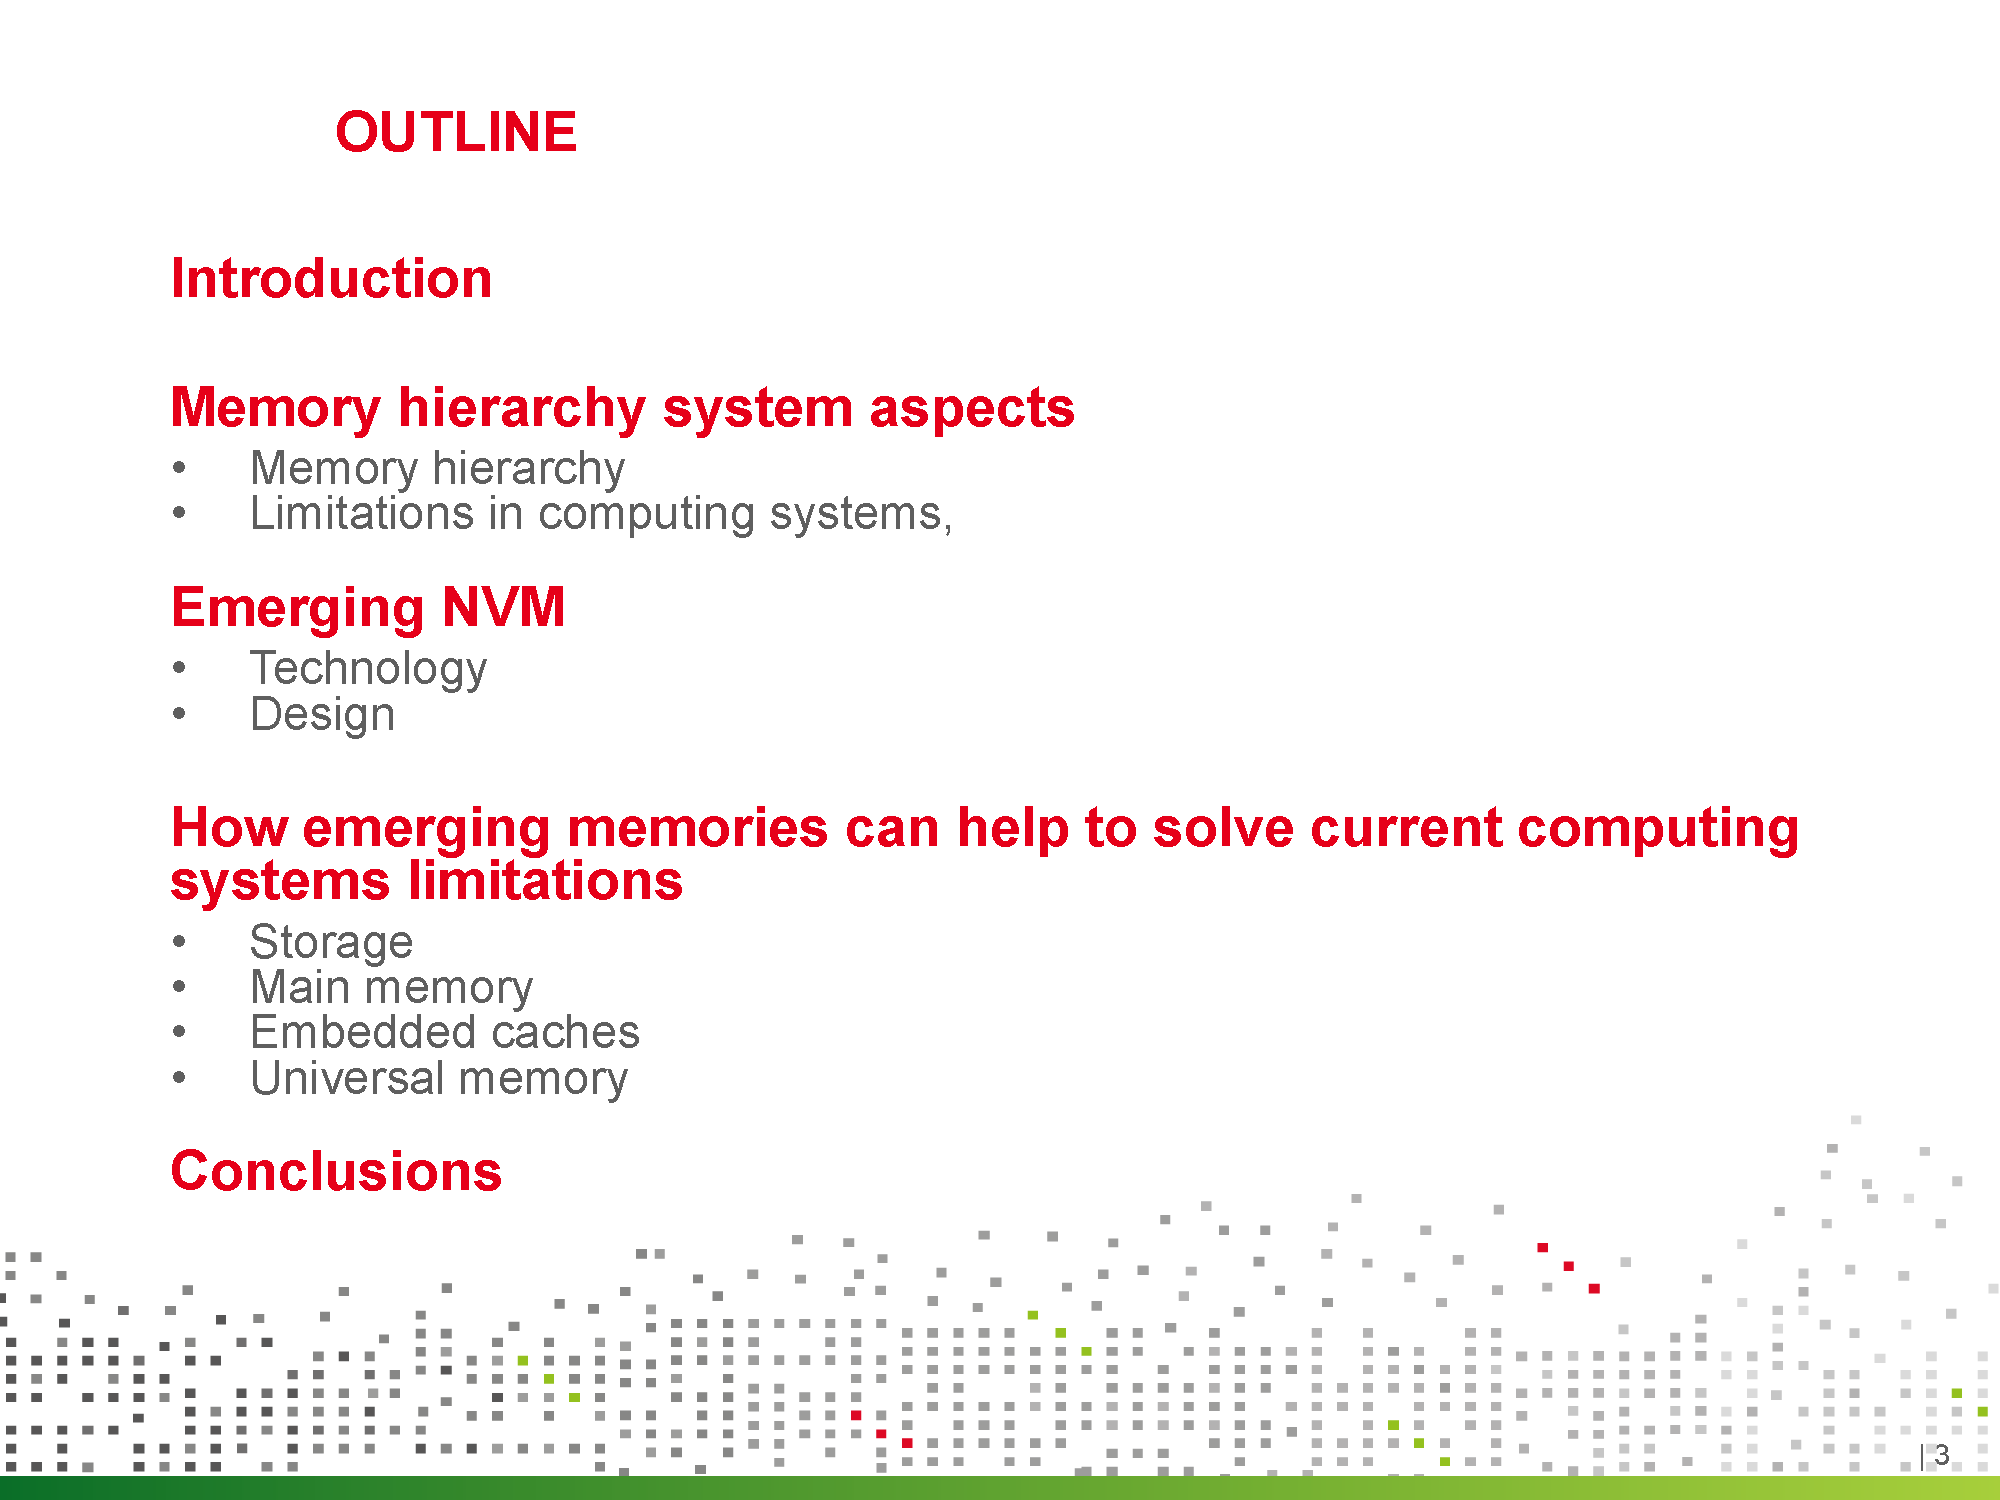 OUTLINE
Introduction
Memory hierarchy system aspects
• Memory hierarchy
• Limitations in computing systems,
Emerging NVM
• Technology
• Design
How emerging memories can help to solve current computing
systems limitations
• Storage
• Main memory
• Embedded caches
• Universal memory
Conclusions
| 3